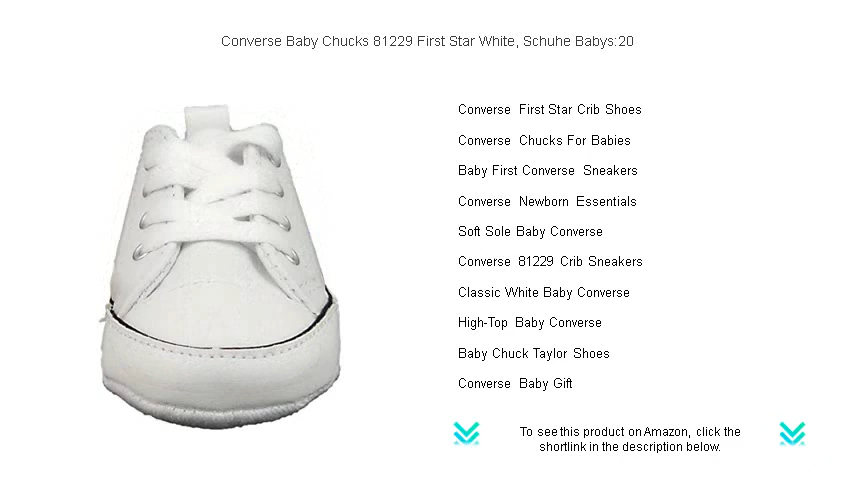 Converse Baby Chucks 81229 First Star White, Schuhe Babys:20
Converse First Star Crib Shoes
Converse Chucks For Babies
Baby First Converse Sneakers
Converse Newborn Essentials
Soft Sole Baby Converse
Converse 81229 Crib Sneakers
Classic White Baby Converse
High-Top Baby Converse
Baby Chuck Taylor Shoes
Converse Baby Gift
To see this product on Amazon, click the
shortlink in the description below.